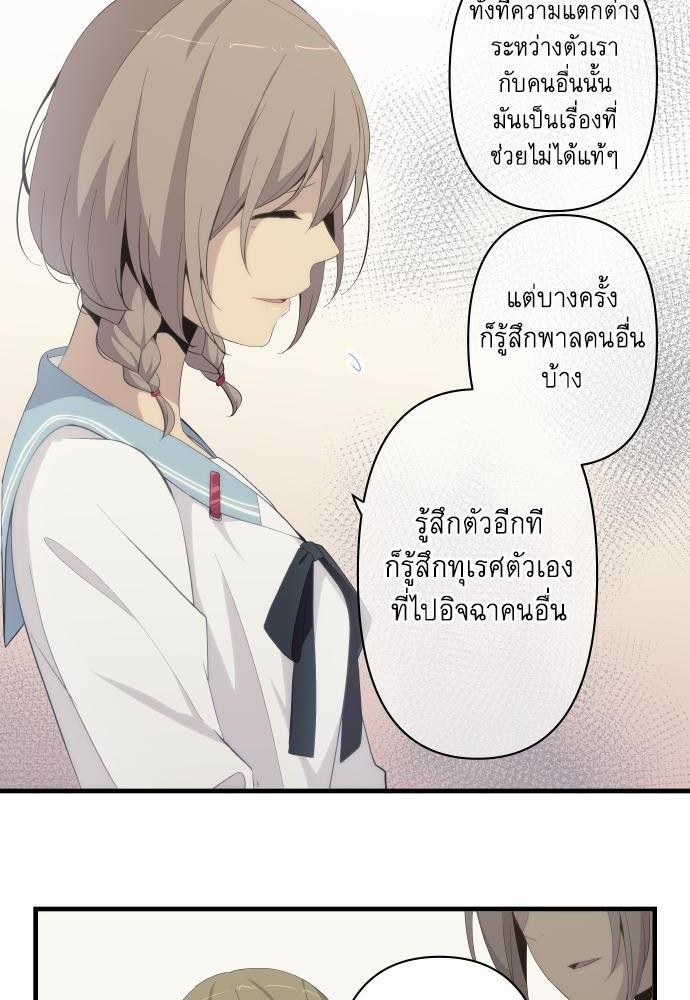 ทั้งที่ความแตกต่าง
ระหว่างตัวเรา
กับคนอื่นนั้น
มันเป็นเรื่องที่
ช่วยไม่ได้แท้ๆ
แต่บางครั้ง
ก็รู้สึกพาลคนอื่น
บ้าง
รู้สึกตัวอีกที
ก็รู้สึกทุเรศตัวเอง
ที่ไปอิจฉาคนอื่น